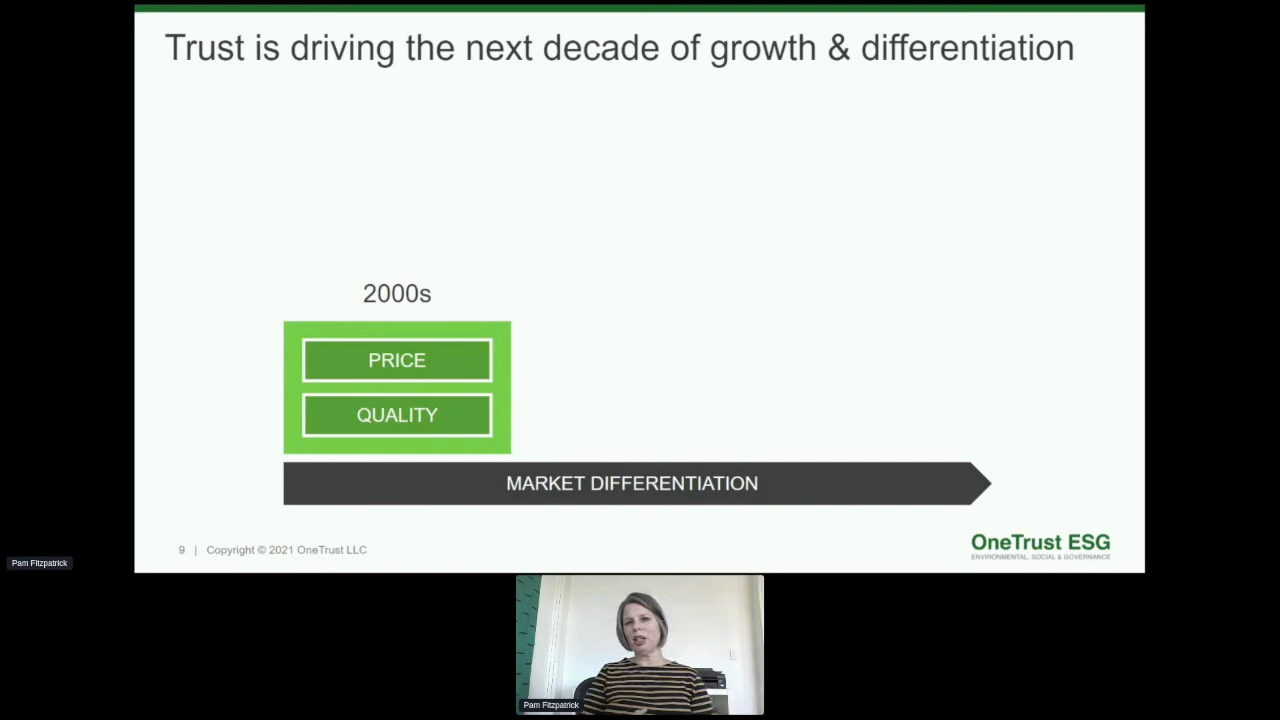 Trust is driving the next decade of growth & differentiation
2000s
PRICE
QUALITY
MARKET DIFFERENTIATION
9 | Copyright © 2021 OneTrust LLC
OneTrust ESG
ENVIRONMENTAL, SOCIAL & GOVERNANCE
Pam Fitzpatrick
Pam Fitzpatrick